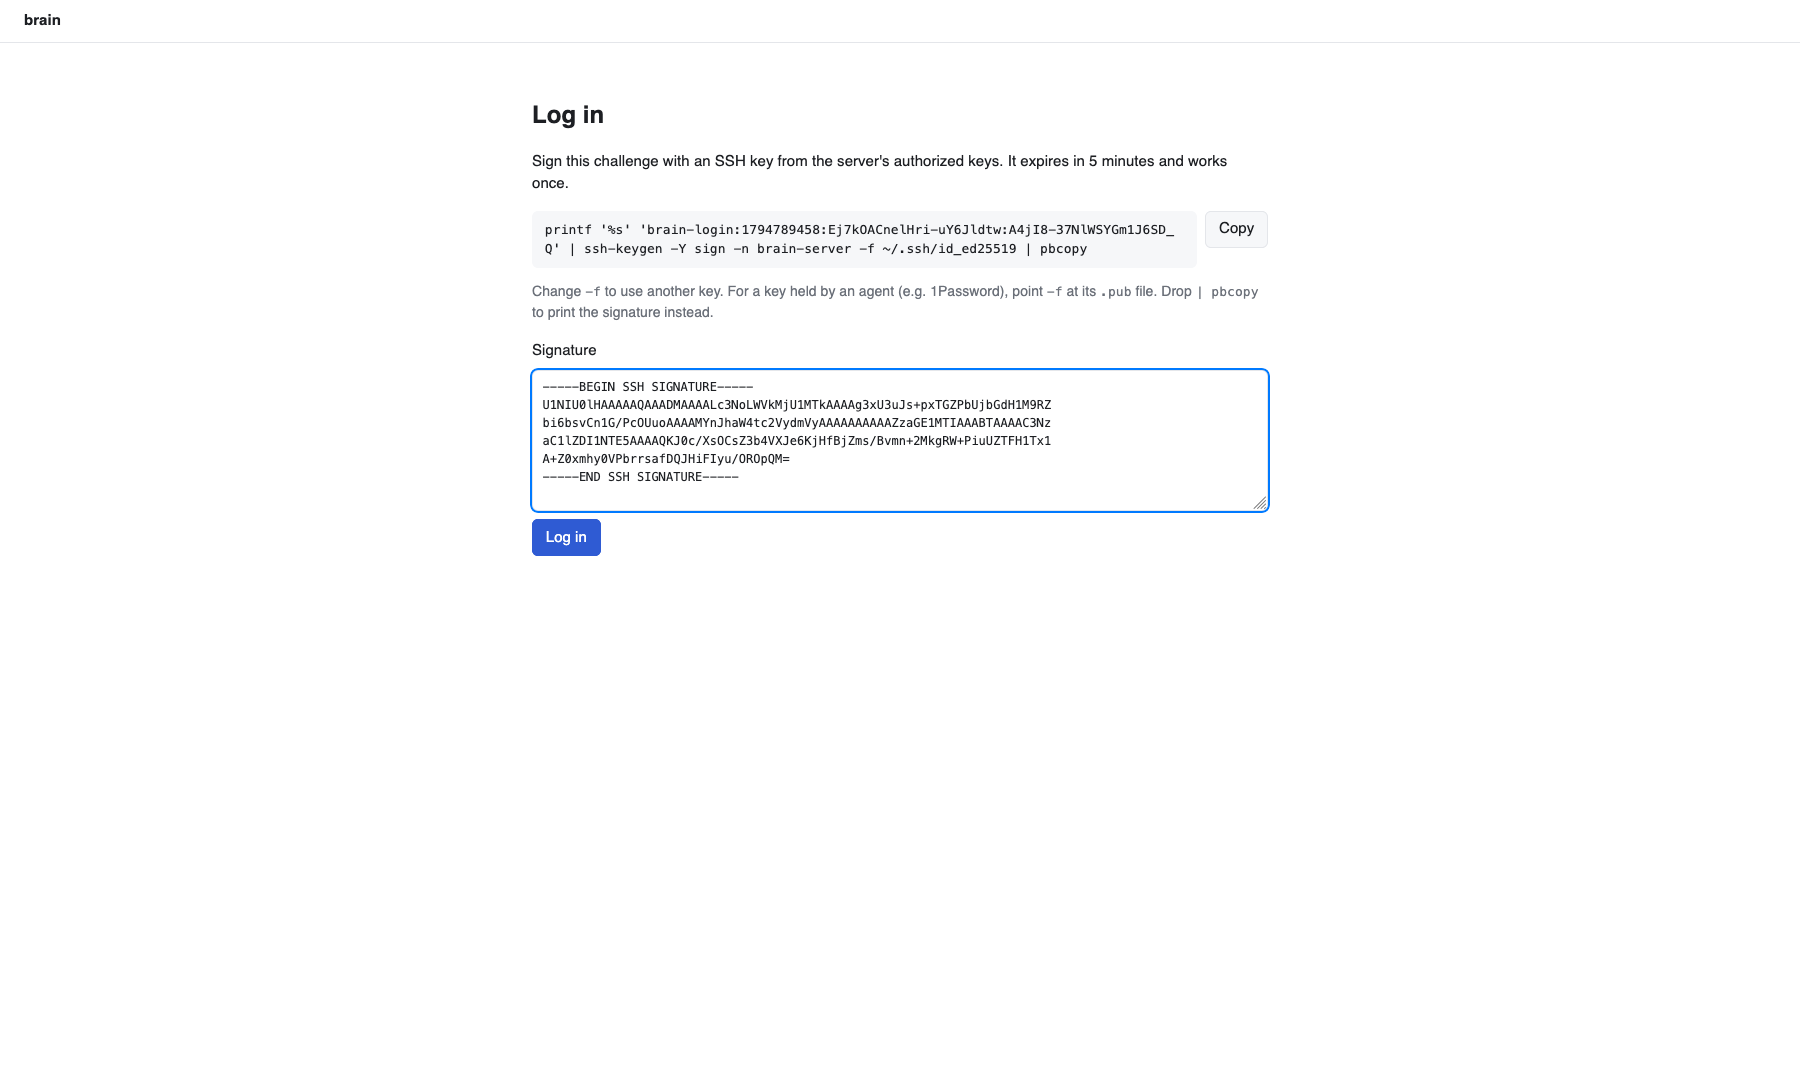 brain
Log in
Sign this challenge with an SSH key from the server's authorized keys. It expires in 5 minutes and works
once.
printf '%s' 'brain-login:1794789458:Ej7kOACnelHri-uY6Jldtw:A4jI8-37NlWSYGm1J6SD_
Q' | ssh-keygen -Y sign -n brain-server -f ~/.ssh/id_ed25519 | pbcopy
Copy
Change -f to use another key. For a key held by an agent (e.g. 1Password), point -f at its .pub file. Drop | pbcopy
to print the signature instead.
Signature
-----BEGIN SSH SIGNATURE-----
U1NIU0lHAAAAAQAAADMAAAALc3NoLWVkMjU1MTkAAAAg3xU3uJs+pxTGZPbUjbGdH1M9RZ
bi6bsvCn1G/PcOUuoAAAAMYnJhaW4tc2VydmVyAAAAAAAAAAZzaGE1MTIAAABTAAAAC3Nz
aC1lZDI1NTE5AAAAQKJ0c/XsOCsZ3b4VXJe6KjHfBjZms/Bvmn+2MkgRW+PiuUZTFH1Tx1
A+Z0xmhy0VPbrrsafDQJHiFIyu/OROpQM=
-----END SSH SIGNATURE-----
Log in